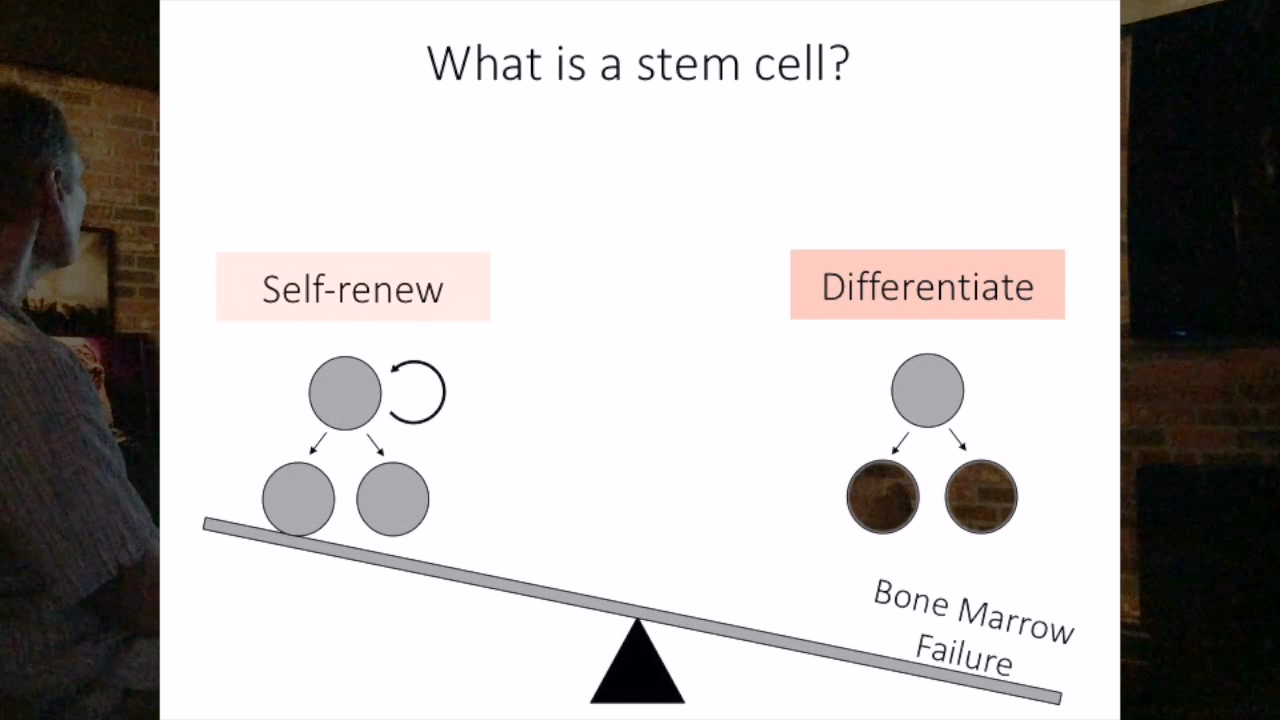 What is a stem cell?
Self-renew
Differentiate
Bone Marrow
Failure